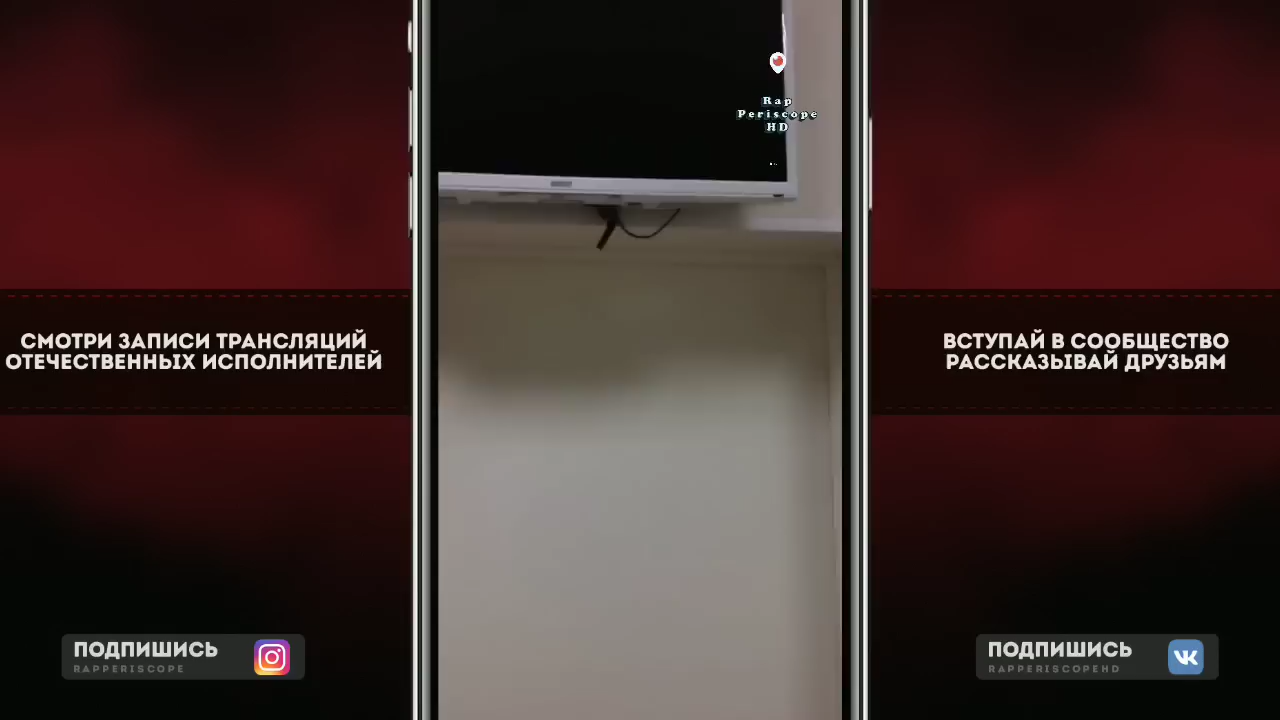 Rap
Periscope
HD
СМОТРИ ЗАПИСИ ТРАНСЛЯЦИЙ
ОТЕЧЕСТВЕННЫХ ИСПОЛНИТЕЛЕЙ
ВСТУПАЙ В СООБЩЕСТВО
РАССКАЗЫВАЙ ДРУЗЬЯМ
ПОДПИШИСЬ
RAPPERISCOPE
ПОДПИШИСЬ
RAPPERISCOPEHD